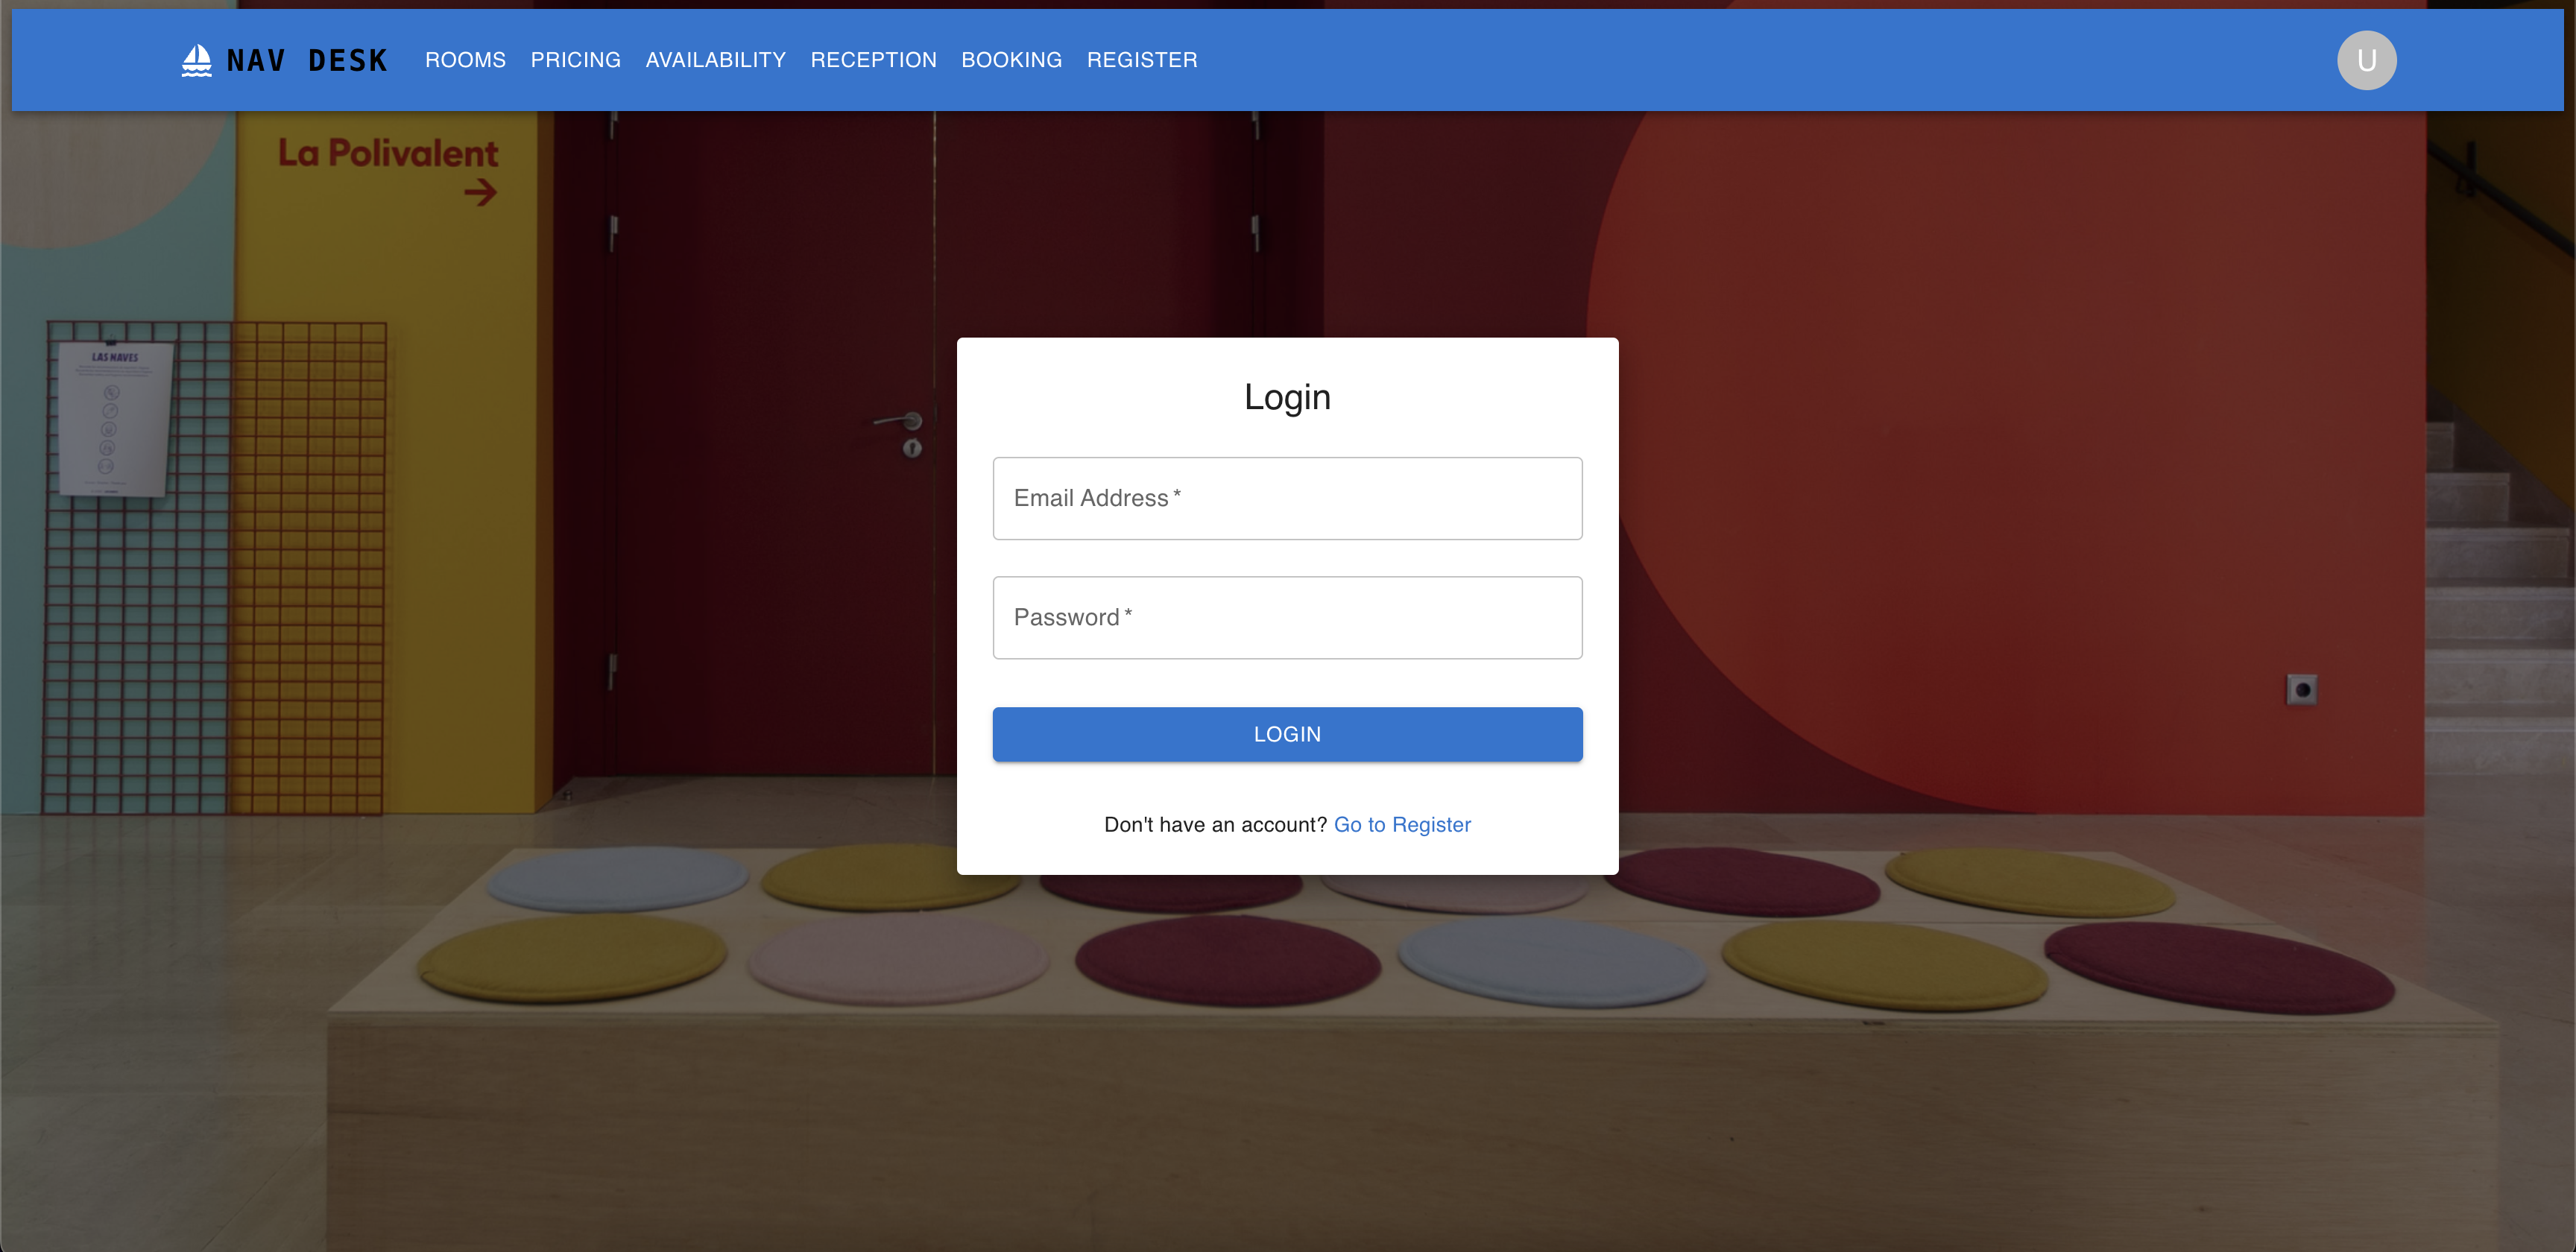 NAV DESK
ROOMS PRICING AVAILABILITY RECEPTION BOOKING REGISTER
U
La Polivalent
→
LAS NAVES
Login
Email Address *
Password *
LOGIN
Don't have an account? Go to Register